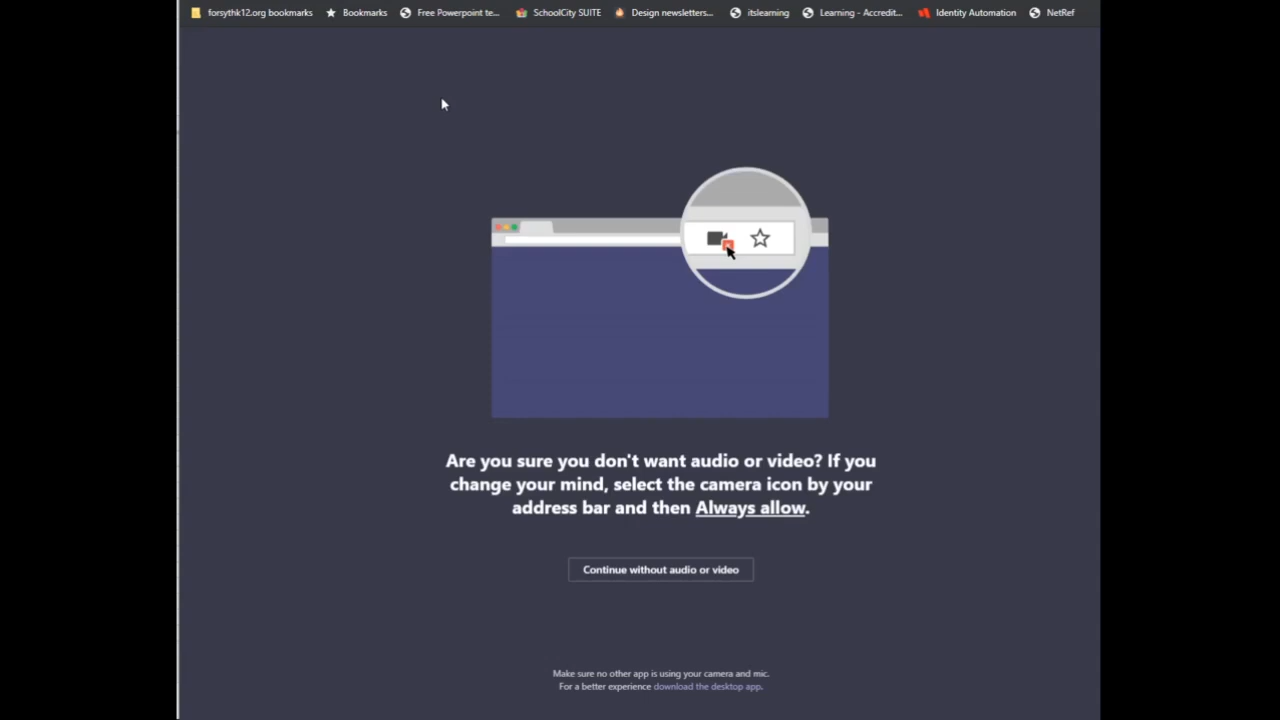 forsythk12.org bookmarks Bookmarks Free Powerpoint te... SchoolCity SUITE Design newsletters... itslearning Learning - Accredit... Identity Automation NetRef
Are you sure you don't want audio or video? If you
change your mind, select the camera icon by your
address bar and then Always allow.
Continue without audio or video
Make sure no other app is using your camera and mic.
For a better experience download the desktop app.